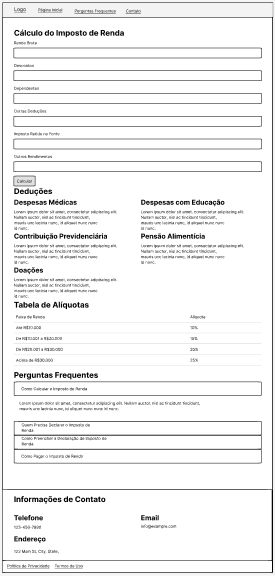 Logo
Página Inicial
Perguntas Frequentes
Contato
Cálculo do Imposto de Renda
Renda Bruta
Descontos
Dependentes
Outras Deduções
Imposto Retido na Fonte
Outros Rendimentos
Calcular
Deduções
Despesas Médicas
Lorem ipsum dolor sit amet, consectetur adipiscing elit.
Nullam auctor, nisl ac tincidunt tincidunt,
mauris unc lacinia nunc, id aliquet nunc nunc
id nunc.
Despesas com Educação
Lorem ipsum dolor sit amet, consectetur adipiscing elit.
Nullam auctor, nisl ac tincidunt tincidunt,
mauris unc lacinia nunc, id aliquet nunc nunc
id nunc.
Contribuição Previdenciária
Lorem ipsum dolor sit amet, consectetur adipiscing elit.
Nullam auctor, nisl ac tincidunt tincidunt,
mauris unc lacinia nunc, id aliquet nunc nunc
id nunc.
Pensão Alimentícia
Lorem ipsum dolor sit amet, consectetur adipiscing elit.
Nullam auctor, nisl ac tincidunt tincidunt,
mauris unc lacinia nunc, id aliquet nunc nunc
id nunc.
Doações
Lorem ipsum dolor sit amet, consectetur adipiscing elit.
Nullam auctor, nisl ac tincidunt tincidunt,
mauris unc lacinia nunc, id aliquet nunc nunc
id nunc.
Tabela de Alíquotas
Faixa de Renda Alíquota
Até R$10.000 10%
De R$10.001 a R$20.000 15%
De R$20.001 a R$30.000 20%
Acima de R$30.000 25%
Perguntas Frequentes
Como Calcular o Imposto de
Renda
Lorem ipsum dolor sit amet, consectetur adipiscing elit. Nullam auctor, nisl ac tincidunt tincidunt,
mauris unc lacinia nunc, id aliquet nunc nunc id nunc.
Quem Precisa Declarar o Imposto de
Renda
Como Preencher a Declaração de Imposto de
Renda
Como Pagar o Imposto de Renda
Informações de Contato
Telefone
123-456-7890
Email
info@example.com
Endereço
123 Main St, City, State,
Política de Privacidade
Termos de Uso